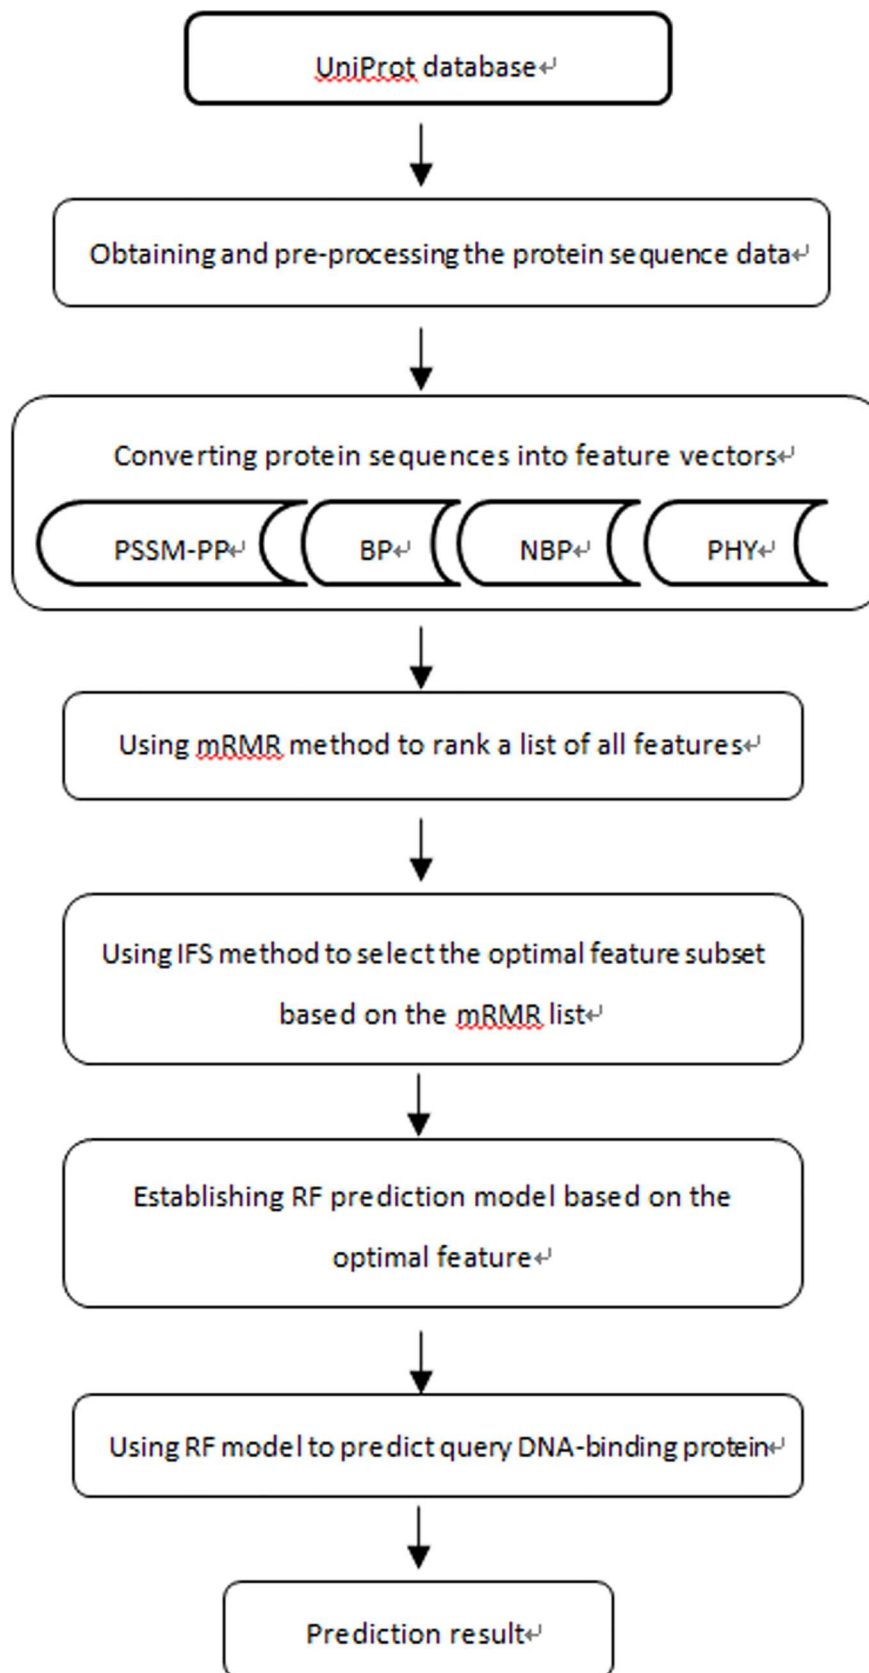 UniProt database
Obtaining and pre-processing the protein sequence data
Converting protein sequences into feature vectors
PSSM-PP BP NBP PHY
Using mRMR method to rank a list of all features
Using IFS method to select the optimal feature subset
based on the mRMR list
Establishing RF prediction model based on the
optimal feature
Using RF model to predict query DNA-binding protein
Prediction result